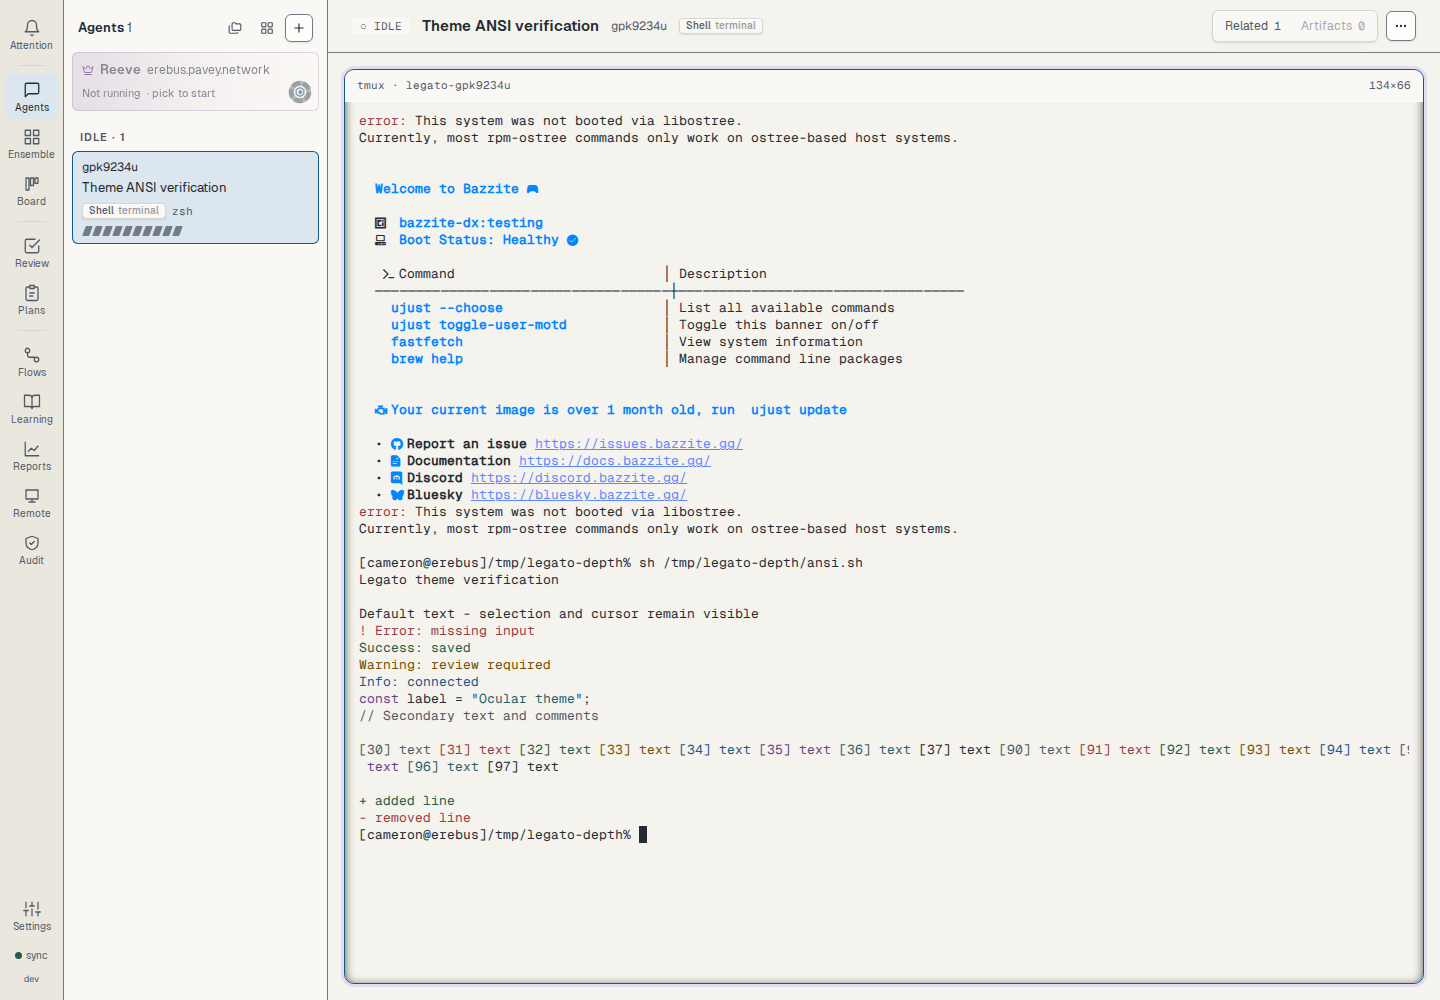 Attention
Agents
Ensemble
Board
Review
Plans
Flows
Learning
Reports
Remote
Audit
Settings
sync
dev
Agents 1
Reeve erebus.pavey.network
Not running · pick to start
IDLE · 1
gpk9234u
Theme ANSI verification
Shell terminal zsh
○ IDLE Theme ANSI verification gpk9234u Shell terminal
Related 1 Artifacts 0
tmux · legato-gpk9234u 134×66
error: This system was not booted via libostree.
Currently, most rpm-ostree commands only work on ostree-based host systems.
Welcome to Bazzite
bazzite-dx:testing
Boot Status: Healthy
Command │ Description
ujust --choose │ List all available commands
ujust toggle-user-motd │ Toggle this banner on/off
fastfetch │ View system information
brew help │ Manage command line packages
Your current image is over 1 month old, run  ujust update
• Report an issue https://issues.bazzite.gg/
• Documentation https://docs.bazzite.gg/
• Discord https://discord.bazzite.gg/
• Bluesky https://bluesky.bazzite.gg/
error: This system was not booted via libostree.
Currently, most rpm-ostree commands only work on ostree-based host systems.
[cameron@erebus]/tmp/legato-depth% sh /tmp/legato-depth/ansi.sh
Legato theme verification
Default text - selection and cursor remain visible
! Error: missing input
Success: saved
Warning: review required
Info: connected
const label = "Ocular theme";
// Secondary text and comments
[30] text [31] text [32] text [33] text [34] text [35] text [36] text [37] text [90] text [91] text [92] text [93] text [94] text [
text [96] text [97] text
+ added line
- removed line
[cameron@erebus]/tmp/legato-depth%